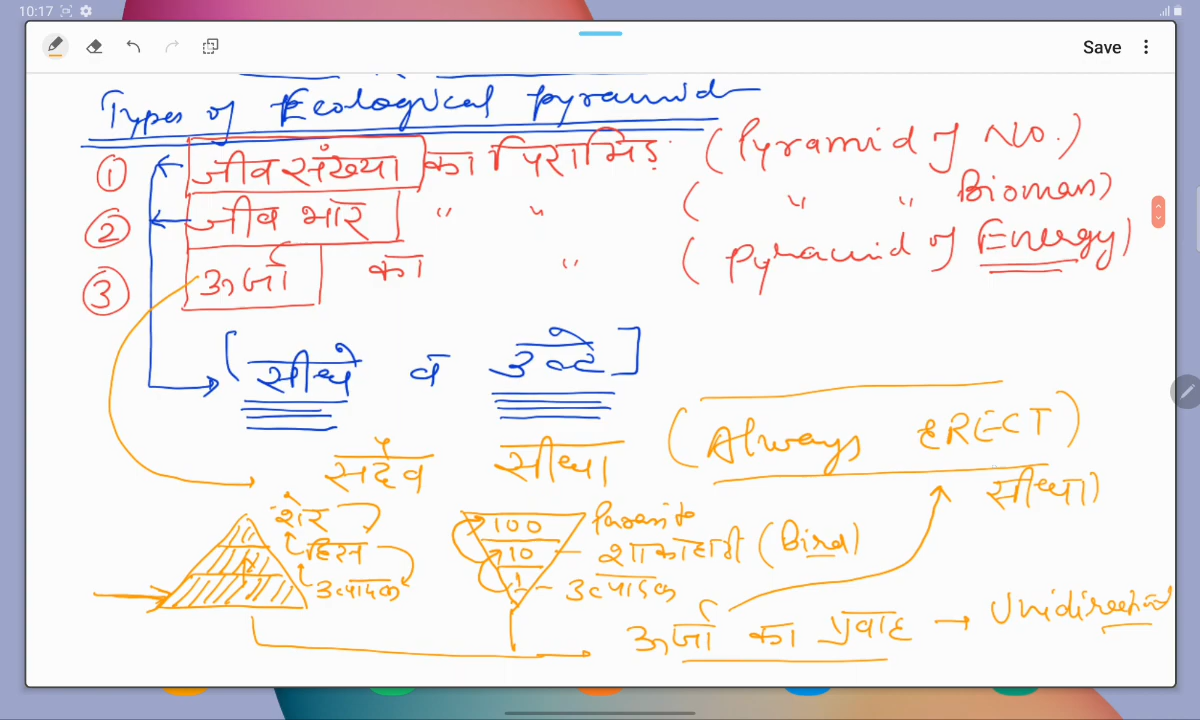 10:17
Save
Types of Ecological pyramid
① जीव संख्या का पिरामिड (Pyramid of No.)
② जीव भार " " ( " " Biomass)
③ ऊर्जा का " (Pyramid of Energy)
[सीधे व उल्टे]
सदैव सीधा (Always ERECT)
सीधा)
शेर
हिरन
उत्पादक
100 Parasite
10 - शाकाहारी (Bird)
1 - उत्पादक
ऊर्जा का प्रवाह → Unidirectional